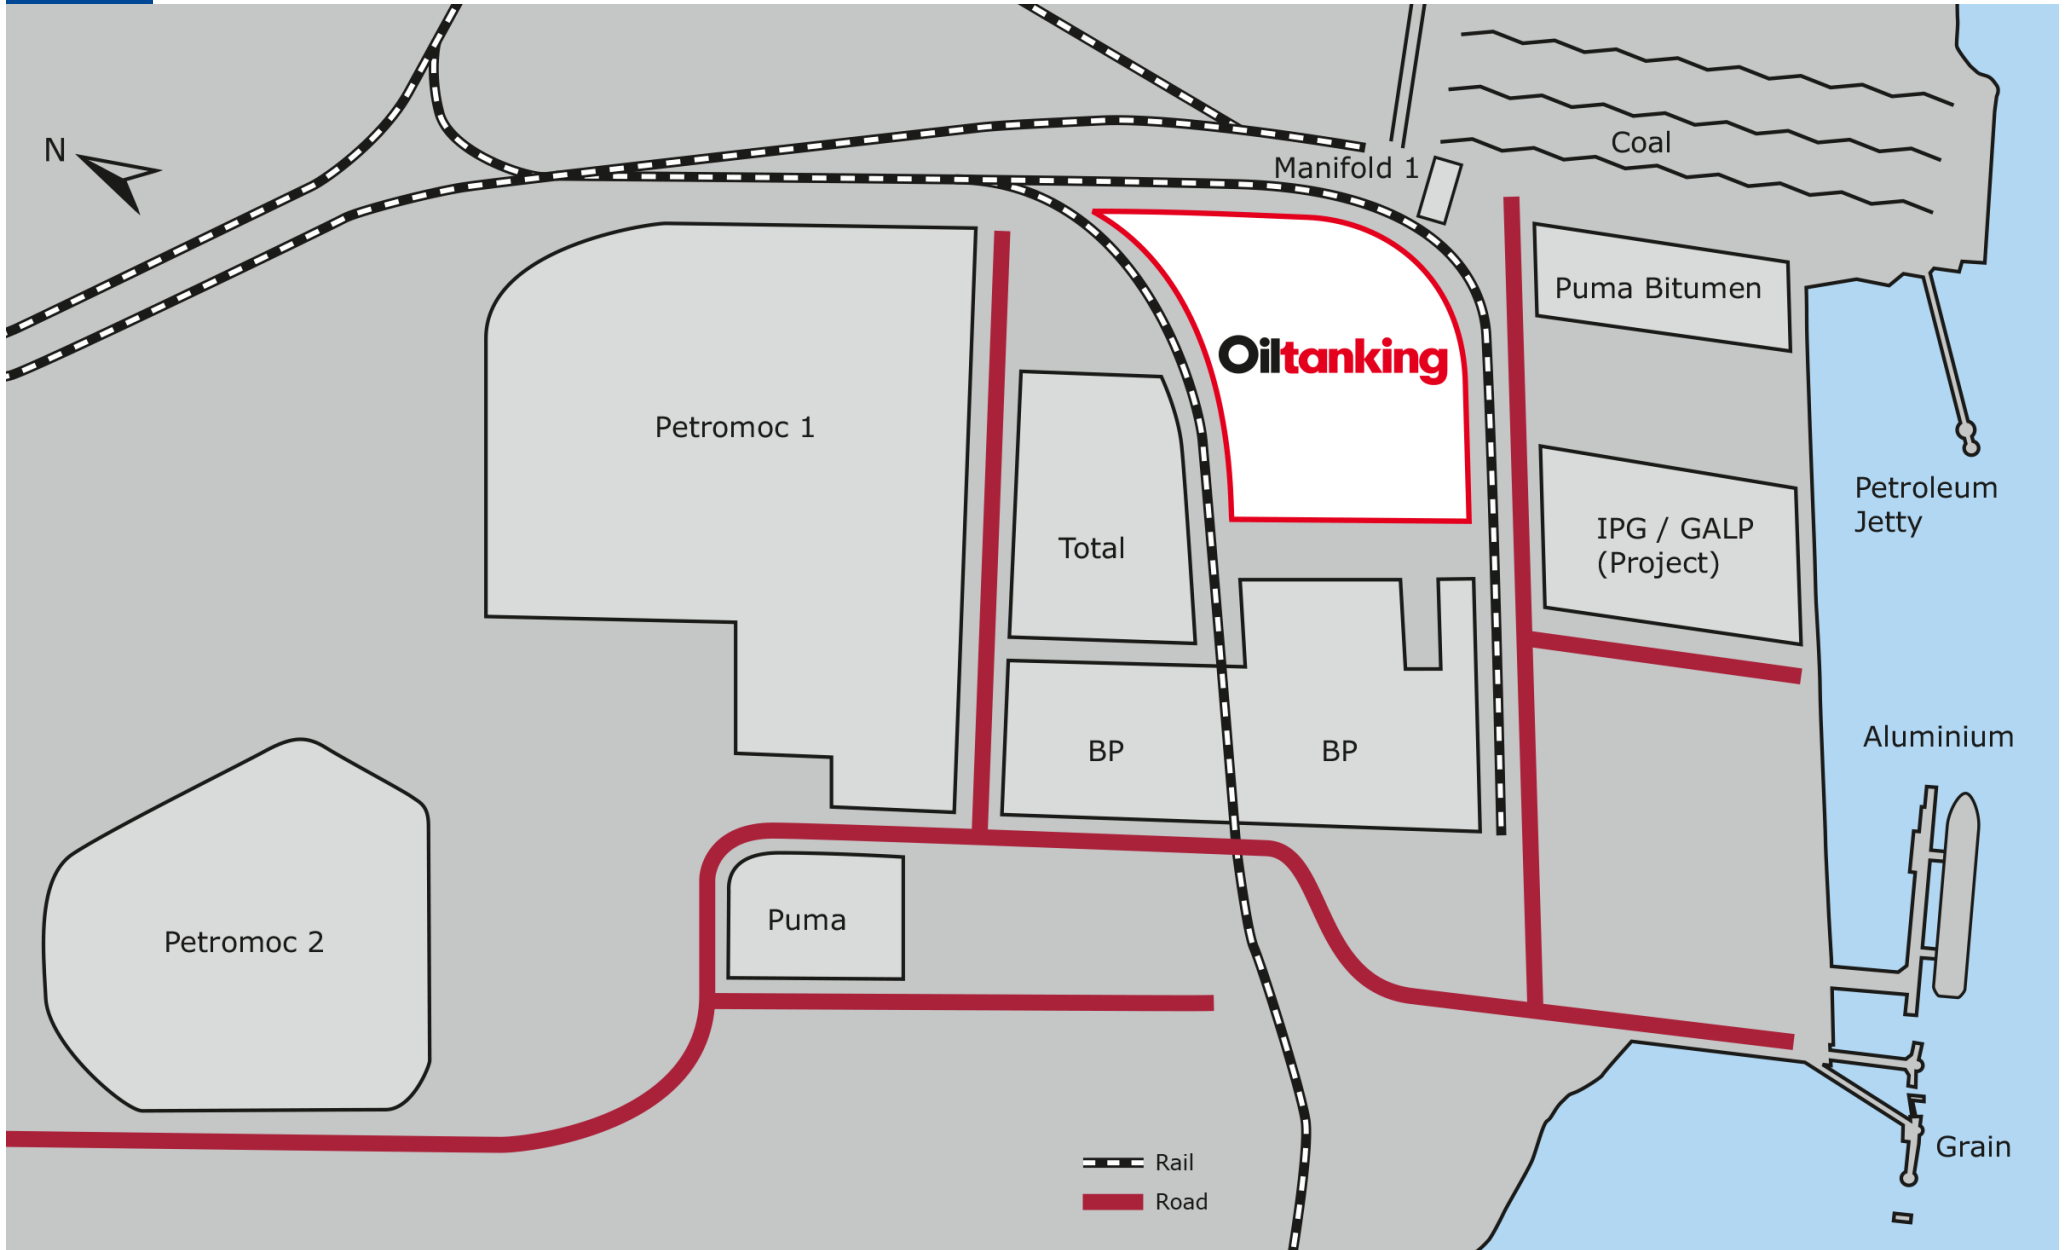 N
Coal
Manifold 1
Puma Bitumen
Oiltanking
Petromoc 1
Petroleum
Jetty
IPG / GALP
(Project)
Total
Aluminium
BP
BP
Puma
Petromoc 2
Grain
Rail
Road